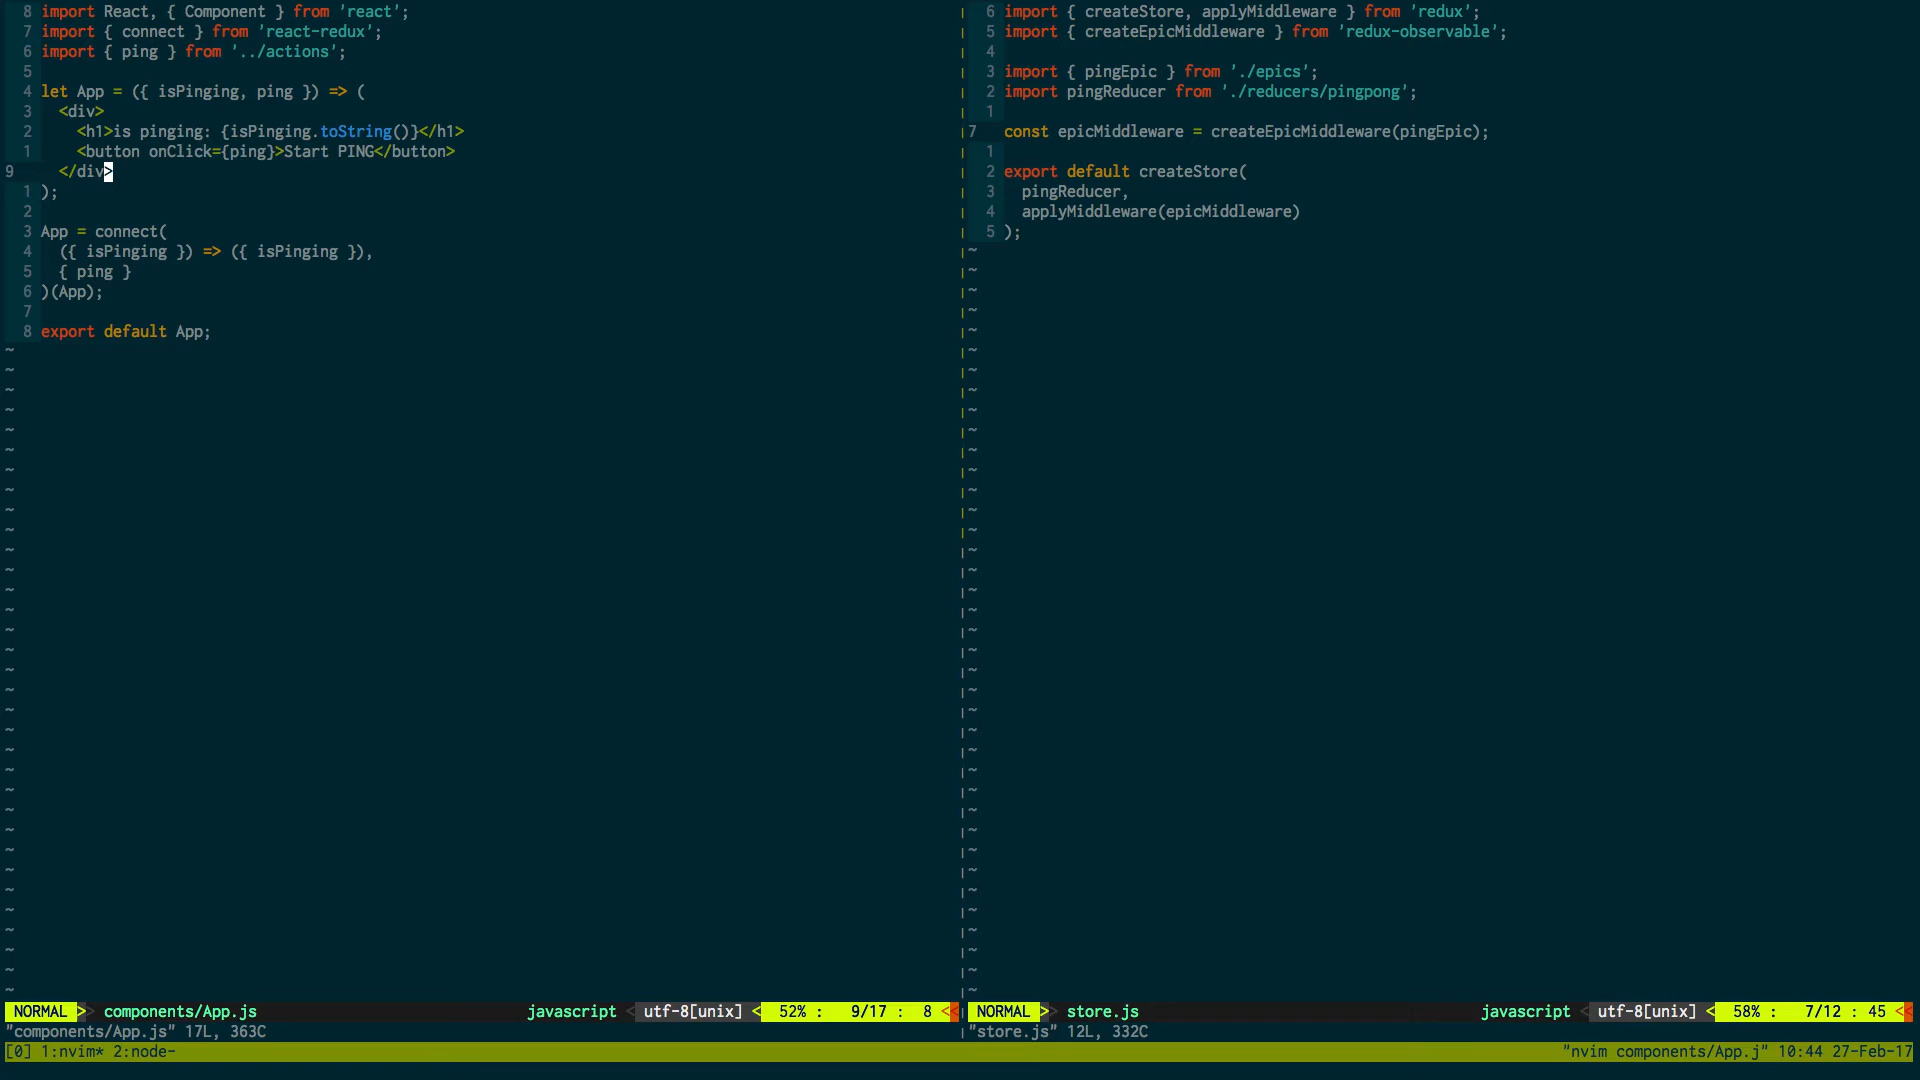 8 import React, { Component } from 'react';
7 import { connect } from 'react-redux';
6 import { ping } from '../actions';
5
4 let App = ({ isPinging, ping }) => (
3   <div>
2     <h1>is pinging: {isPinging.toString()}</h1>
1     <button onClick={ping}>Start PING</button>
9   </div>
1 );
2
3 App = connect(
4   ({ isPinging }) => ({ isPinging }),
5   { ping }
6 )(App);
7
8 export default App;
NORMAL > components/App.js javascript < utf-8[unix] < 52% : 9/17 : 8 <<
"components/App.js" 17L, 363C
6 import { createStore, applyMiddleware } from 'redux';
5 import { createEpicMiddleware } from 'redux-observable';
4
3 import { pingEpic } from './epics';
2 import pingReducer from './reducers/pingpong';
1
7 const epicMiddleware = createEpicMiddleware(pingEpic);
1
2 export default createStore(
3   pingReducer,
4   applyMiddleware(epicMiddleware)
5 );
NORMAL > store.js javascript < utf-8[unix] < 58% : 7/12 : 45 <<
"store.js" 12L, 332C
[0] 1:nvim* 2:node- "nvim components/App.j" 10:44 27-Feb-17